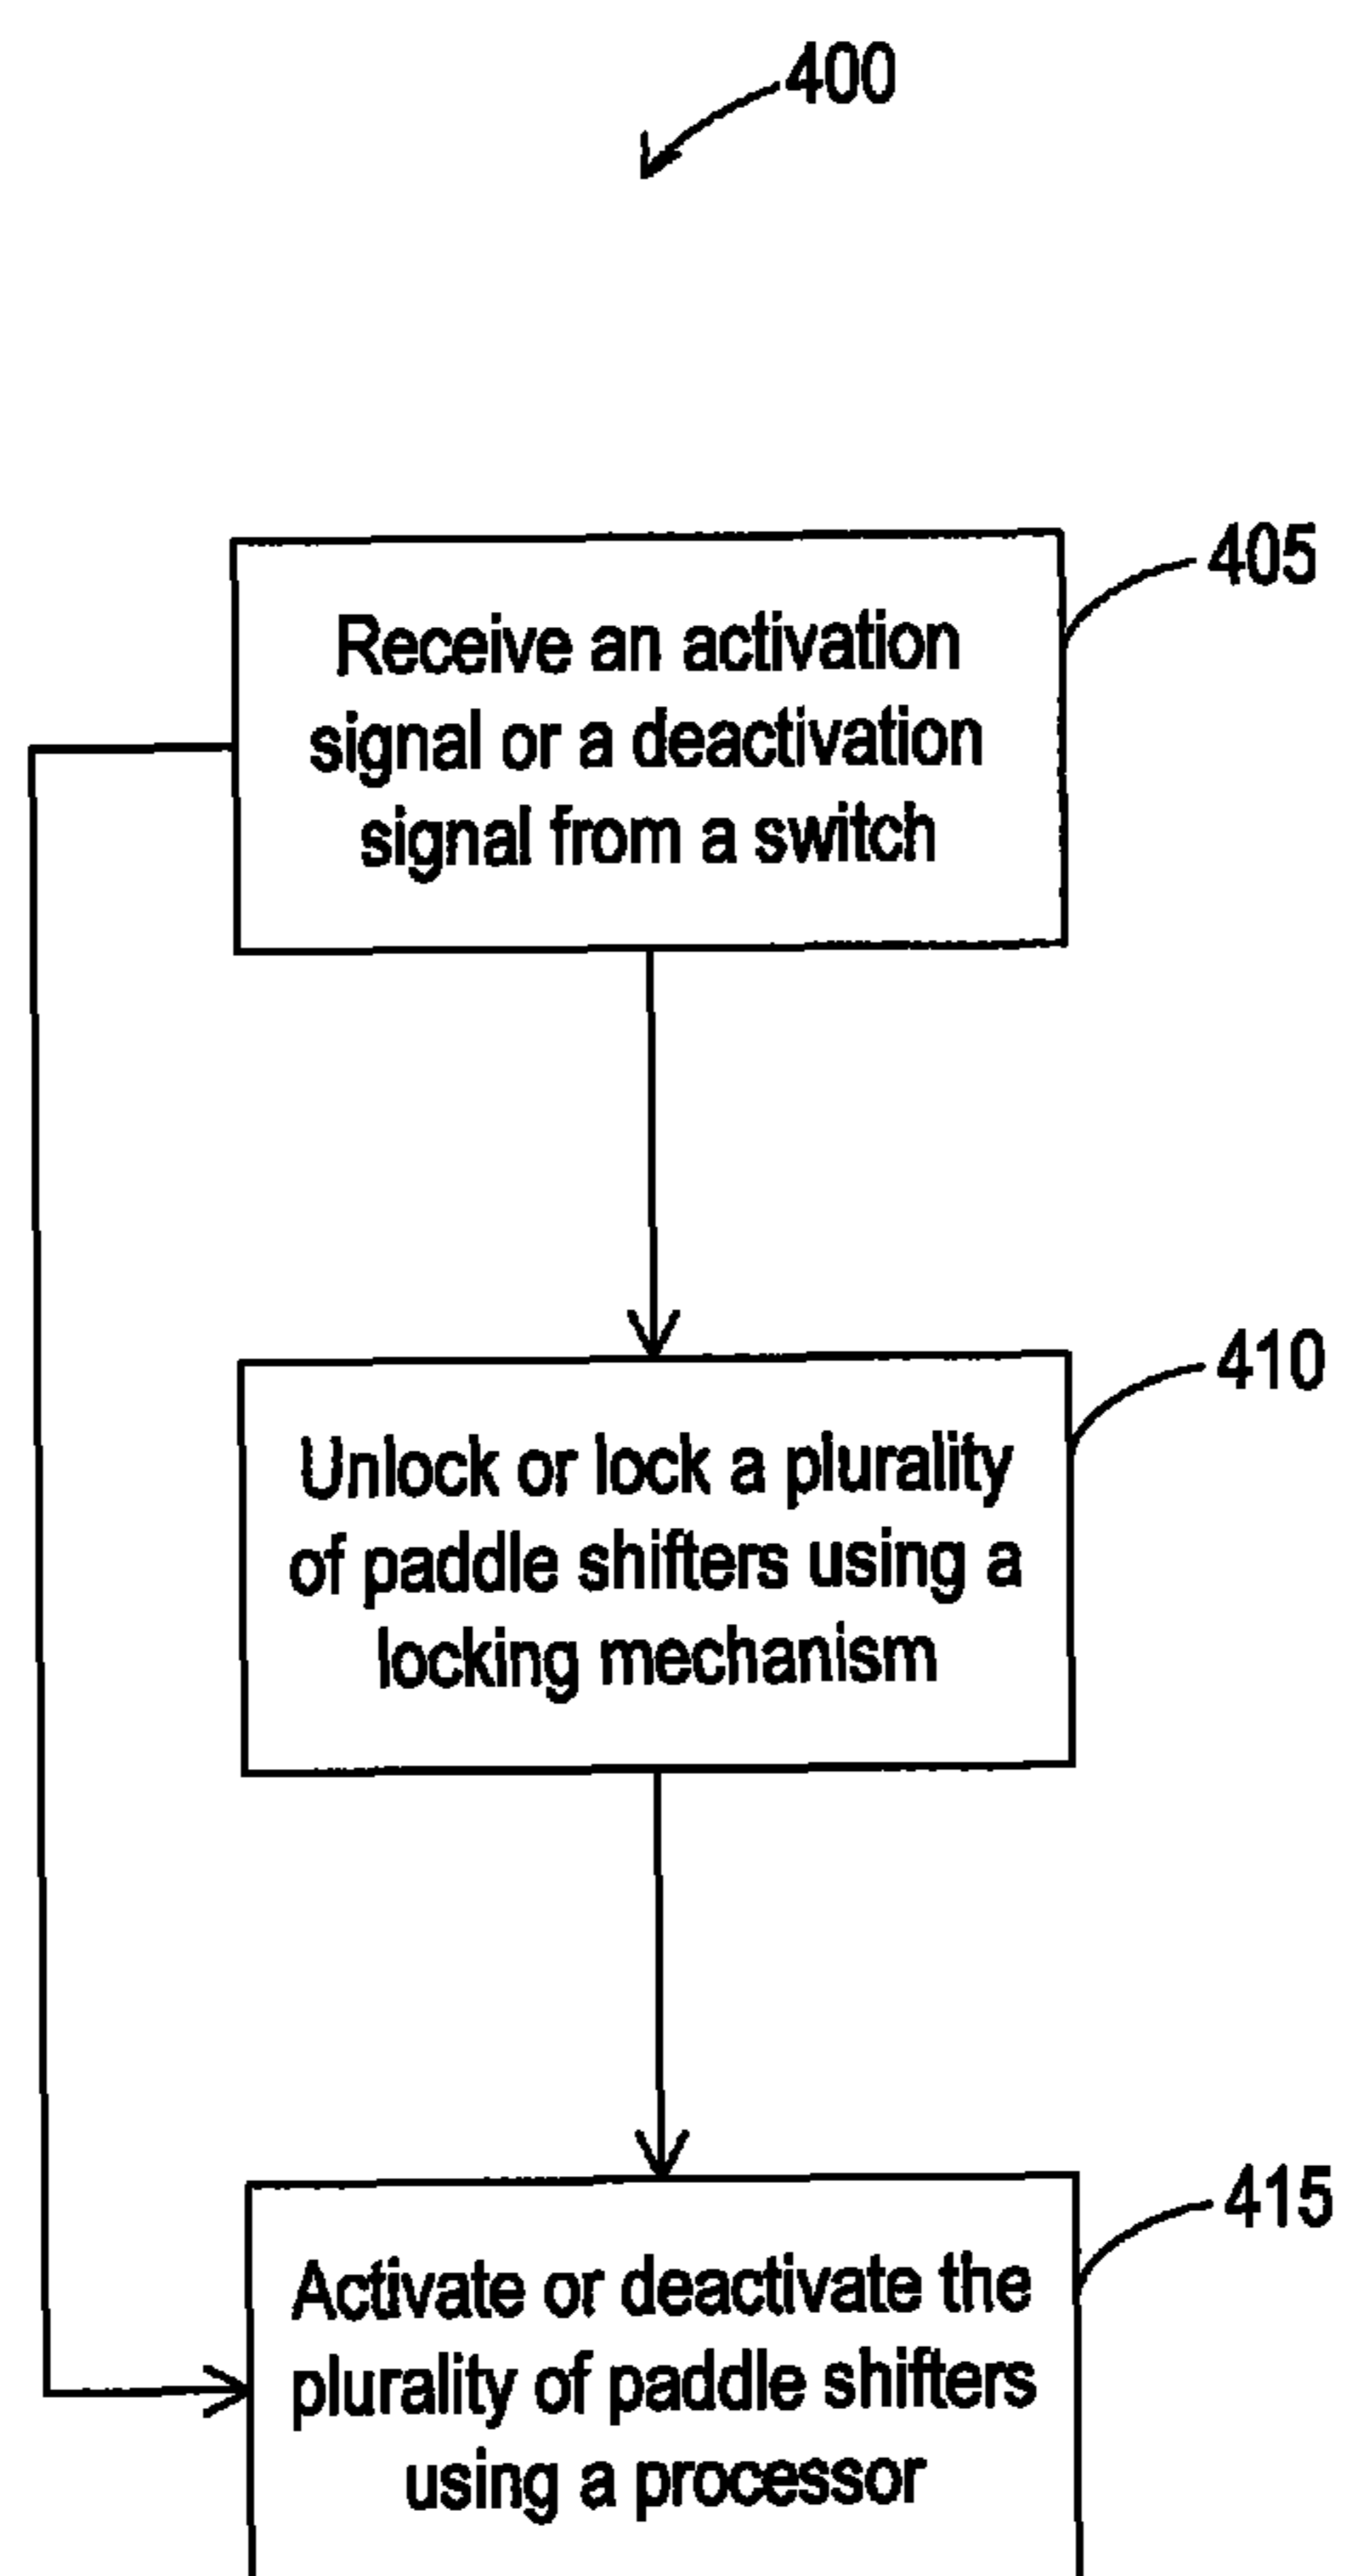 400
405
Receive an activation
signal or a deactivation
signal from a switch
410
Unlock or lock a plurality
of paddle shifters using a
locking mechanism
415
Activate or deactivate the
plurality of paddle shifters
using a processor